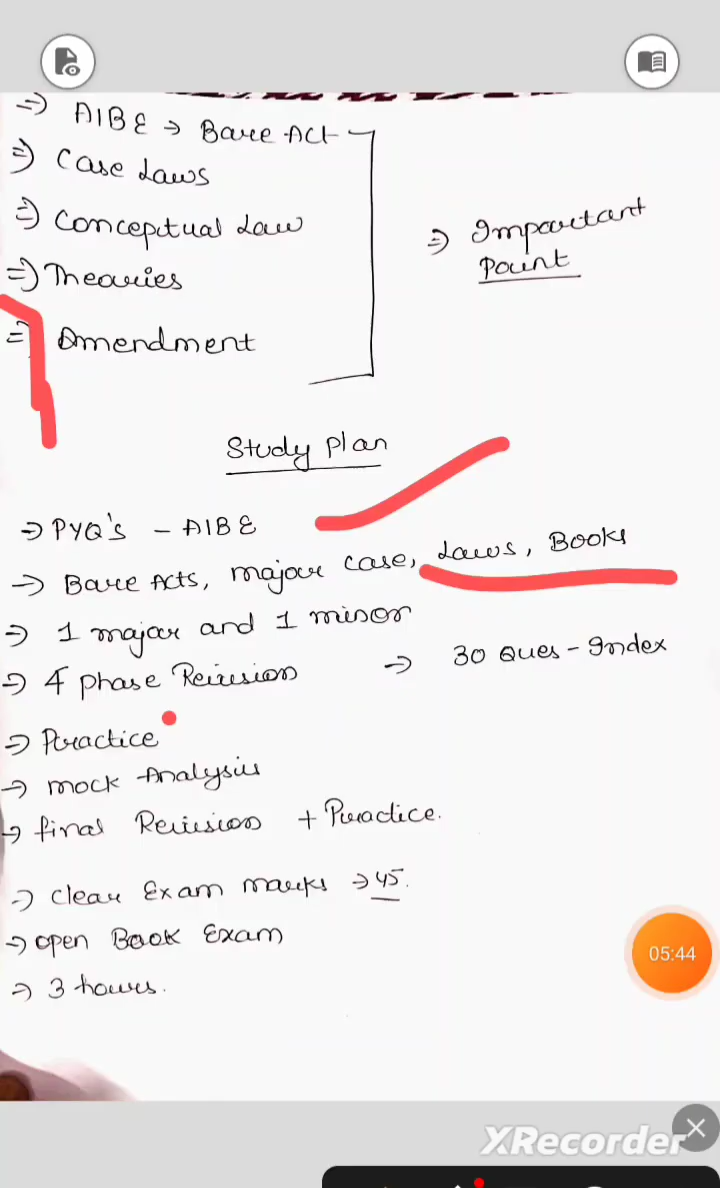 => AIBE → Bare Act
=> Case Laws
=> Conceptual Law
=> Important
Point
=> Theories
=> Amendment
Study Plan
→ PYQ's - AIBE
→ Bare Acts, major case, Laws, Books
→ 1 major and 1 minor
→ 4 phase Revision → 30 Ques - Index
→ Practice
→ mock Analysis
→ final Revision + Practice.
→ Clear Exam marks → 45.
→ open Book Exam
→ 3 hours.
05:44
XRecorder